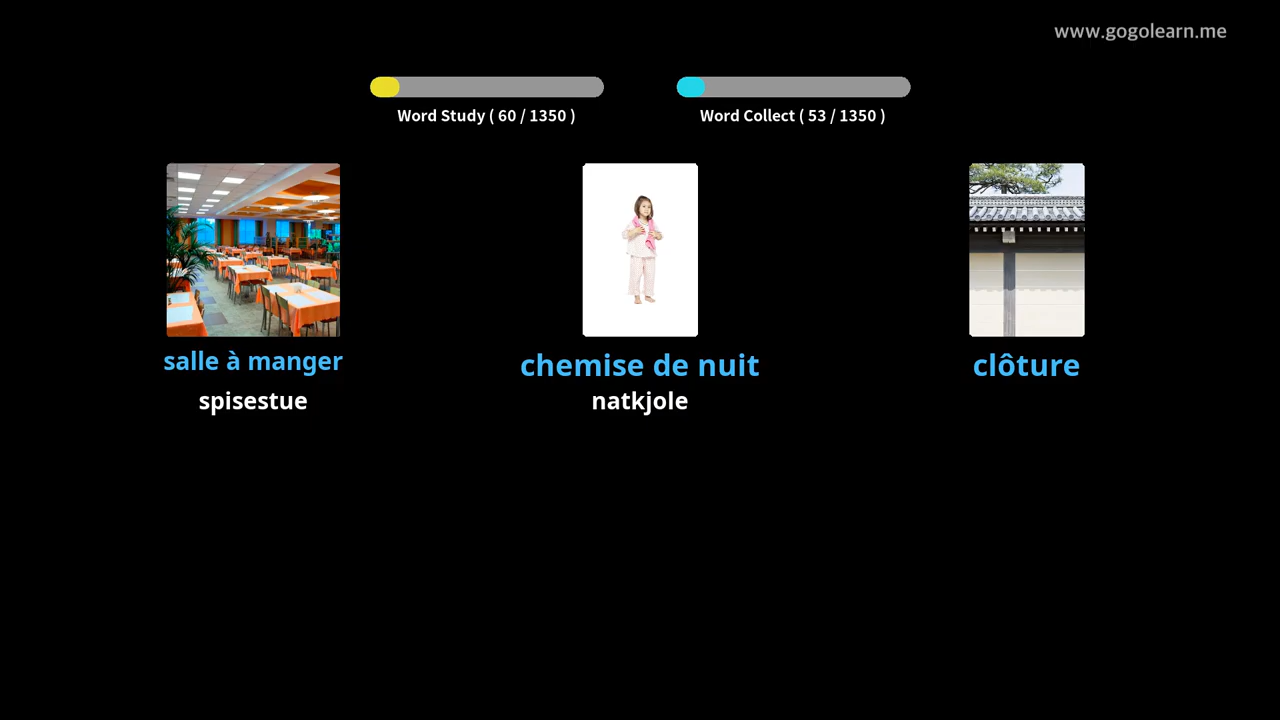 www.gogolearn.me
Word Study ( 60 / 1350 )
Word Collect ( 53 / 1350 )
salle à manger
spisestue
chemise de nuit
natkjole
clôture